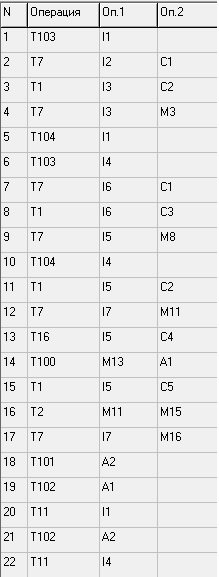 N Операция Оп.1 Оп.2
1 T103 I1
2 T7 I2 C1
3 T1 I3 C2
4 T7 I3 M3
5 T104 I1
6 T103 I4
7 T7 I6 C1
8 T1 I6 C3
9 T7 I5 M8
10 T104 I4
11 T1 I5 C2
12 T7 I7 M11
13 T16 I5 C4
14 T100 M13 A1
15 T1 I5 C5
16 T2 M11 M15
17 T7 I7 M16
18 T101 A2
19 T102 A1
20 T11 I1
21 T102 A2
22 T11 I4